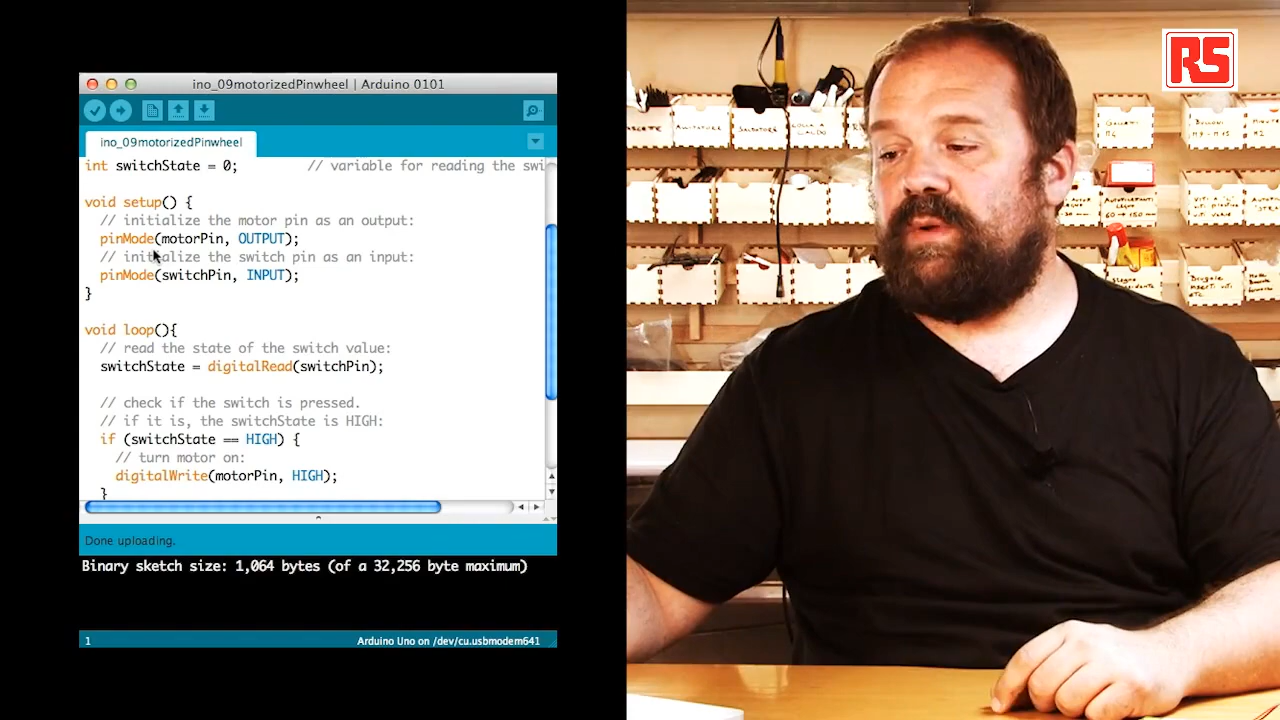 ino_09motorizedPinwheel | Arduino 0101
ino_09motorizedPinwheel
int switchState = 0; // variable for reading the swi
void setup() {
// initialize the motor pin as an output:
pinMode(motorPin, OUTPUT);
// initialize the switch pin as an input:
pinMode(switchPin, INPUT);
}
void loop(){
// read the state of the switch value:
switchState = digitalRead(switchPin);
// check if the switch is pressed.
// if it is, the switchState is HIGH:
if (switchState == HIGH) {
// turn motor on:
digitalWrite(motorPin, HIGH);
}
Done uploading.
Binary sketch size: 1,064 bytes (of a 32,256 byte maximum)
1 Arduino Uno on /dev/cu.usbmodem641
RS